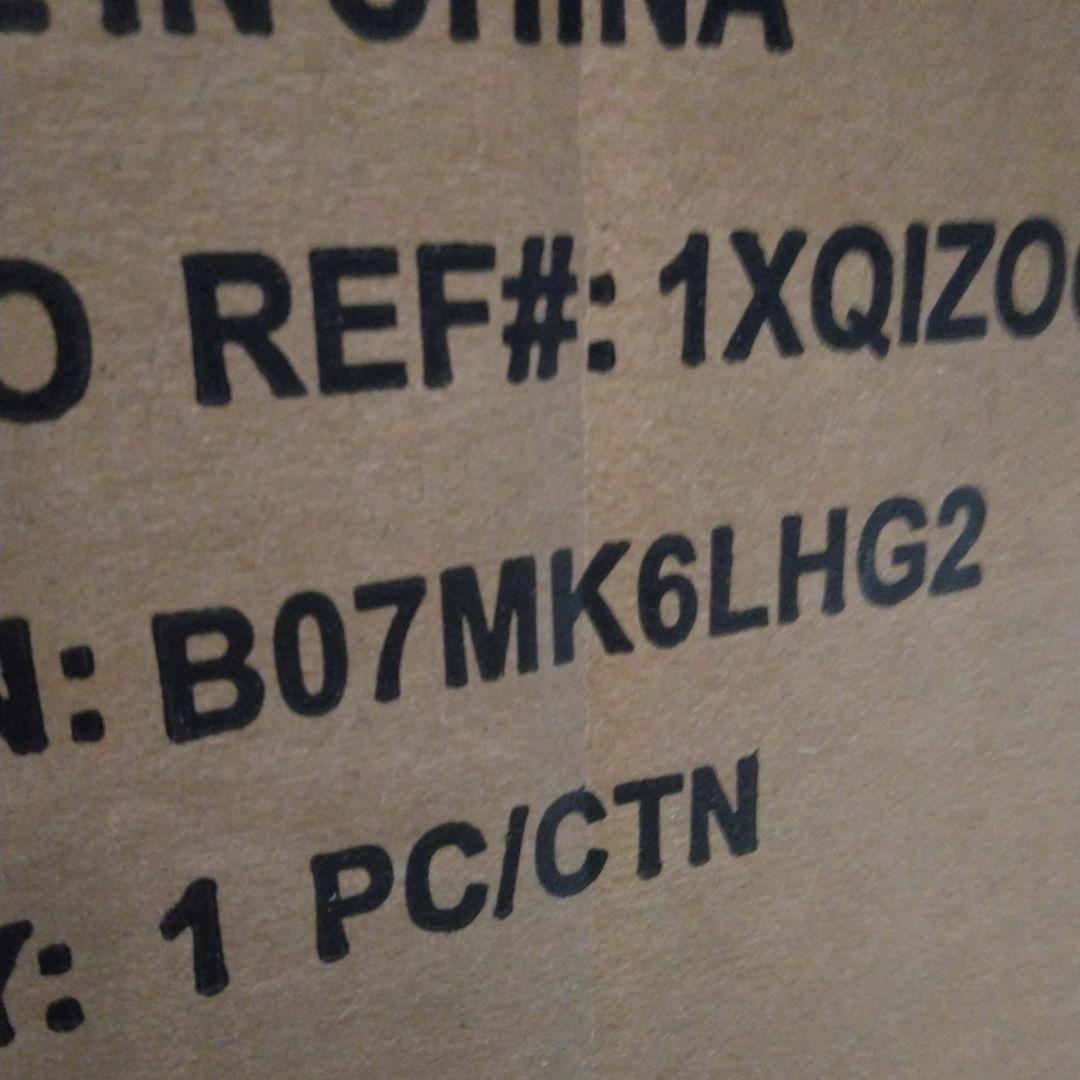 IN CHINA
O REF#: 1XQIZO
N: B07MK6LHG2
Y: 1 PC/CTN